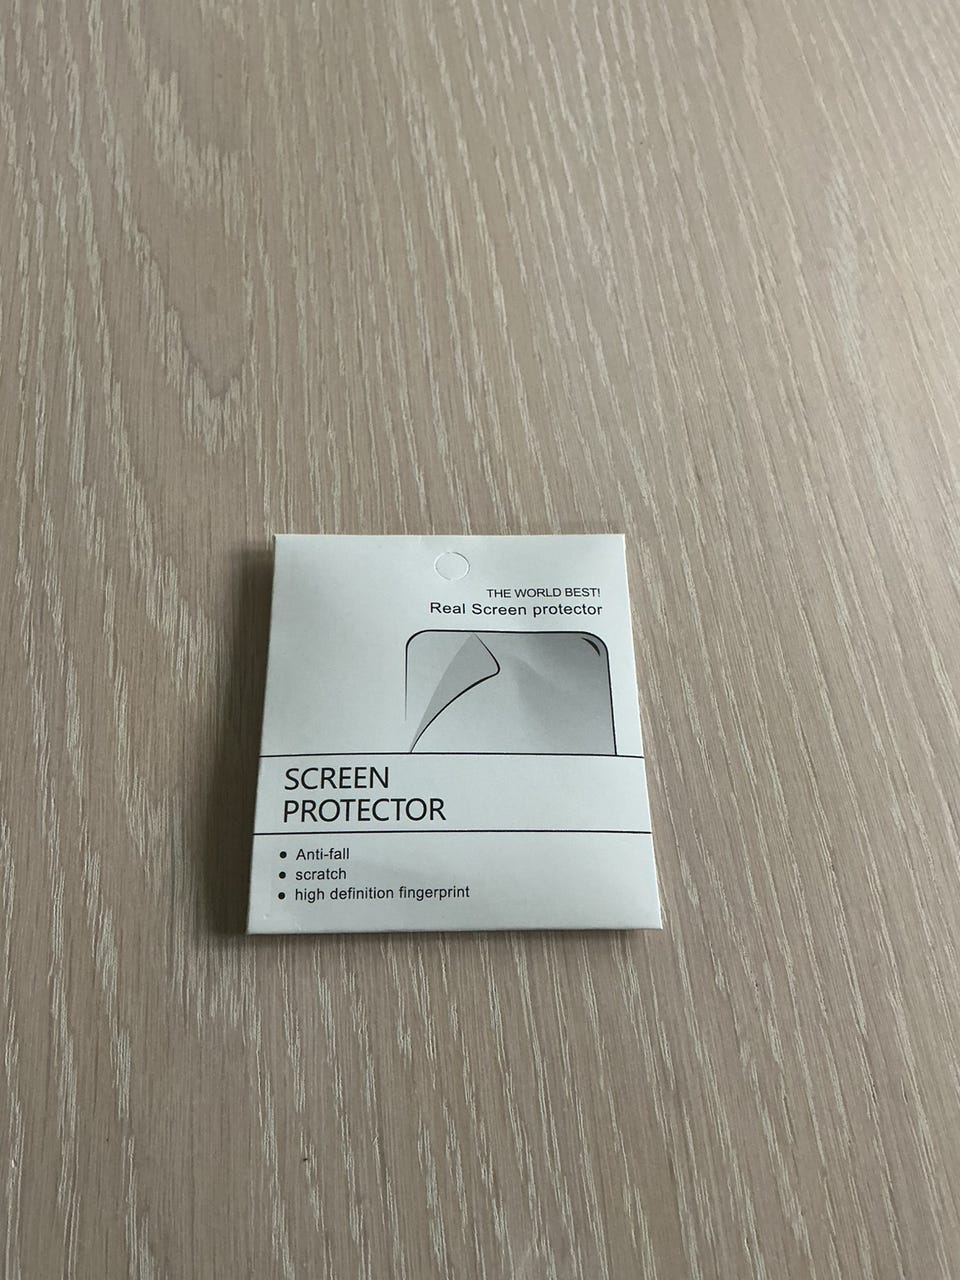 THE WORLD BEST!
Real Screen protector
SCREEN
PROTECTOR
• Anti-fall
• scratch
• high definition fingerprint